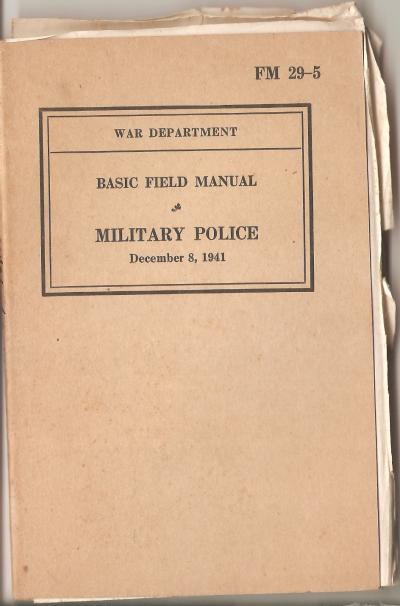 FM 29–5
WAR DEPARTMENT
BASIC FIELD MANUAL
MILITARY POLICE
December 8, 1941